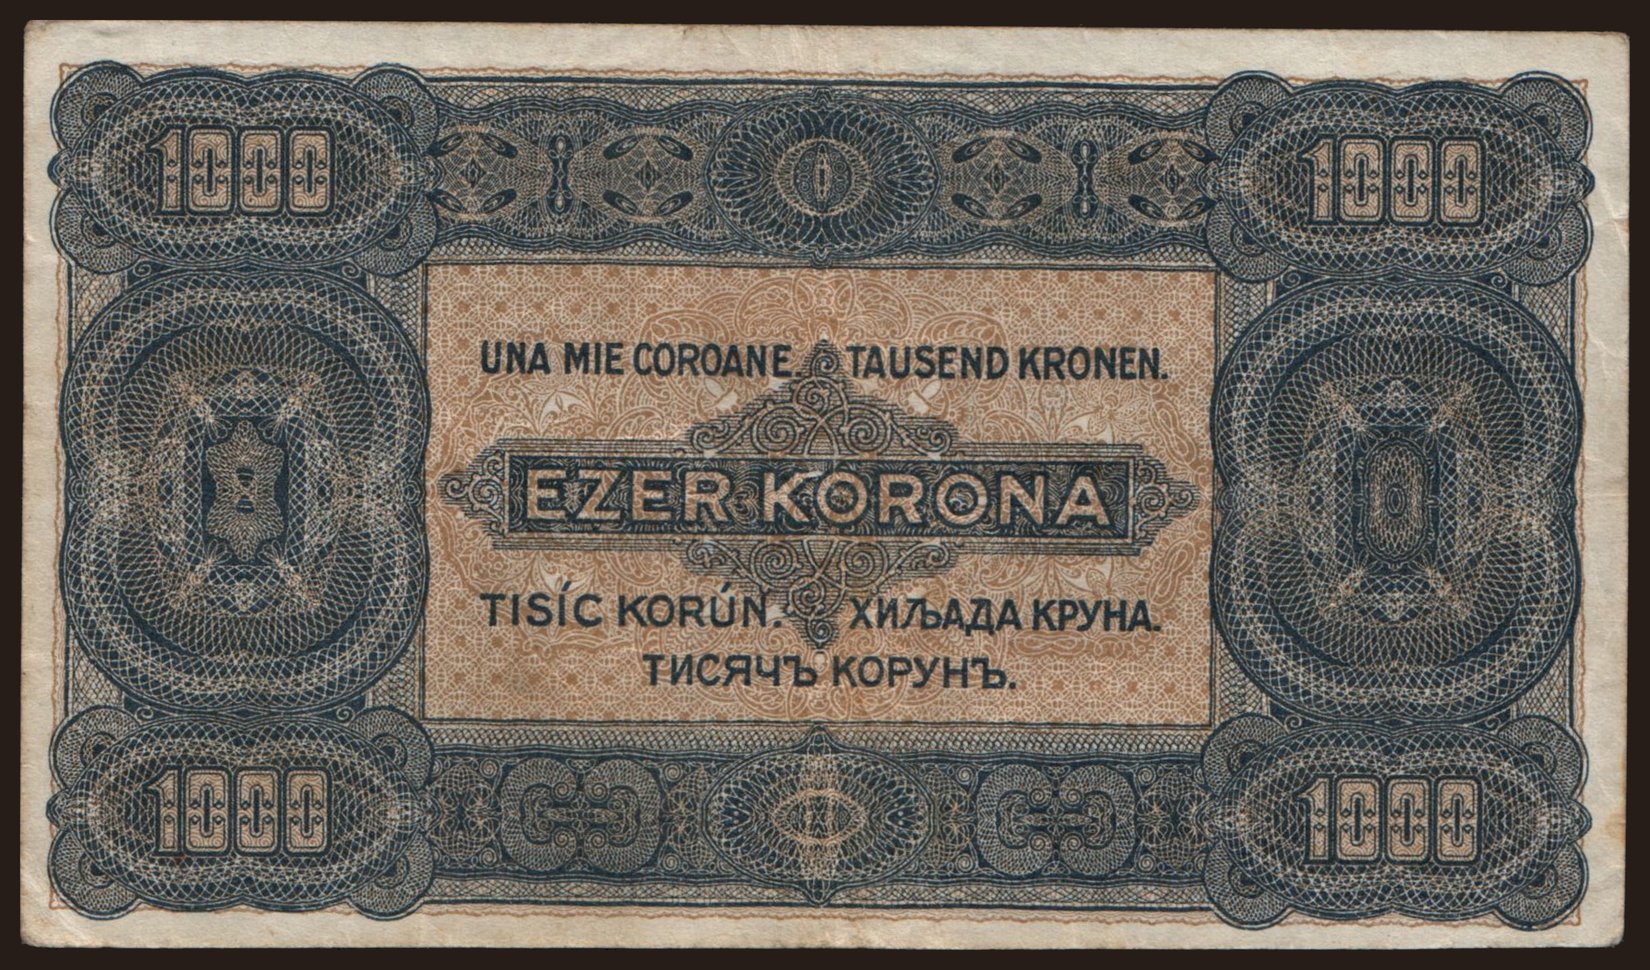 1000 1000
UNA MIE COROANE. TAUSEND KRONEN.
EZER KORONA
TISÍC KORÚN. ХИЉАДА КРУНА.
ТИСЯЧЪ КОРУНЪ.
1000 1000